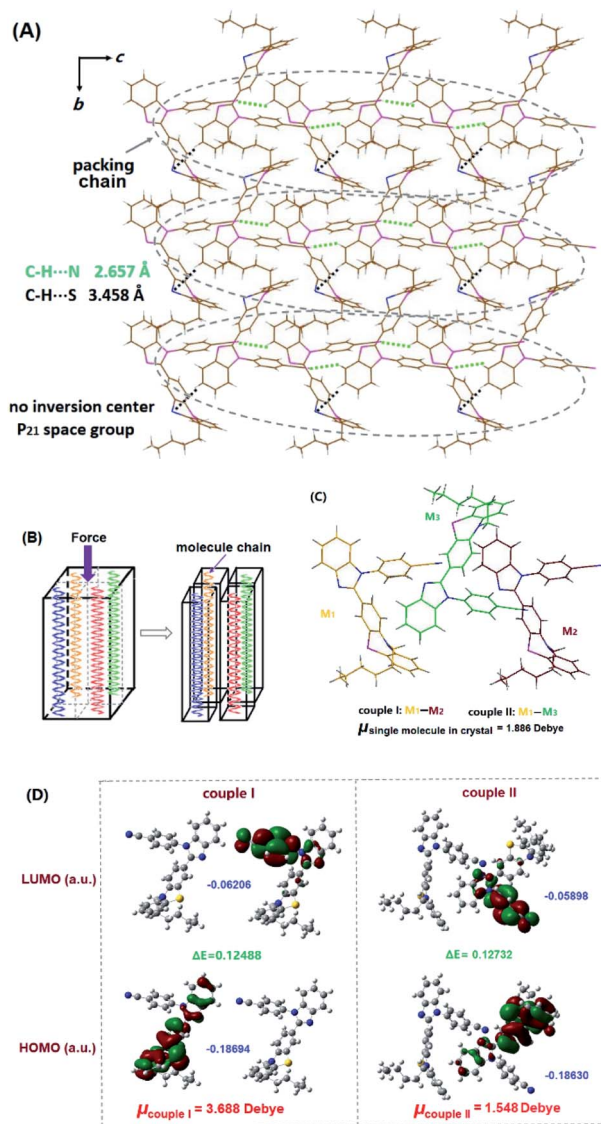 (A)
c
b
packing
chain
C-H···N 2.657 Å
C-H···S 3.458 Å
no inversion center
P21 space group
(B)
Force
molecule chain
(C)
M3
M1
M2
couple I: M1—M2 couple II: M1—M3
μsingle molecule in crystal = 1.886 Debye
(D)
couple I couple II
LUMO (a.u.)
-0.06206 -0.05898
ΔE=0.12488 ΔE= 0.12732
HOMO (a.u.)
-0.18694 -0.18630
μcouple I = 3.688 Debye μcouple II = 1.548 Debye